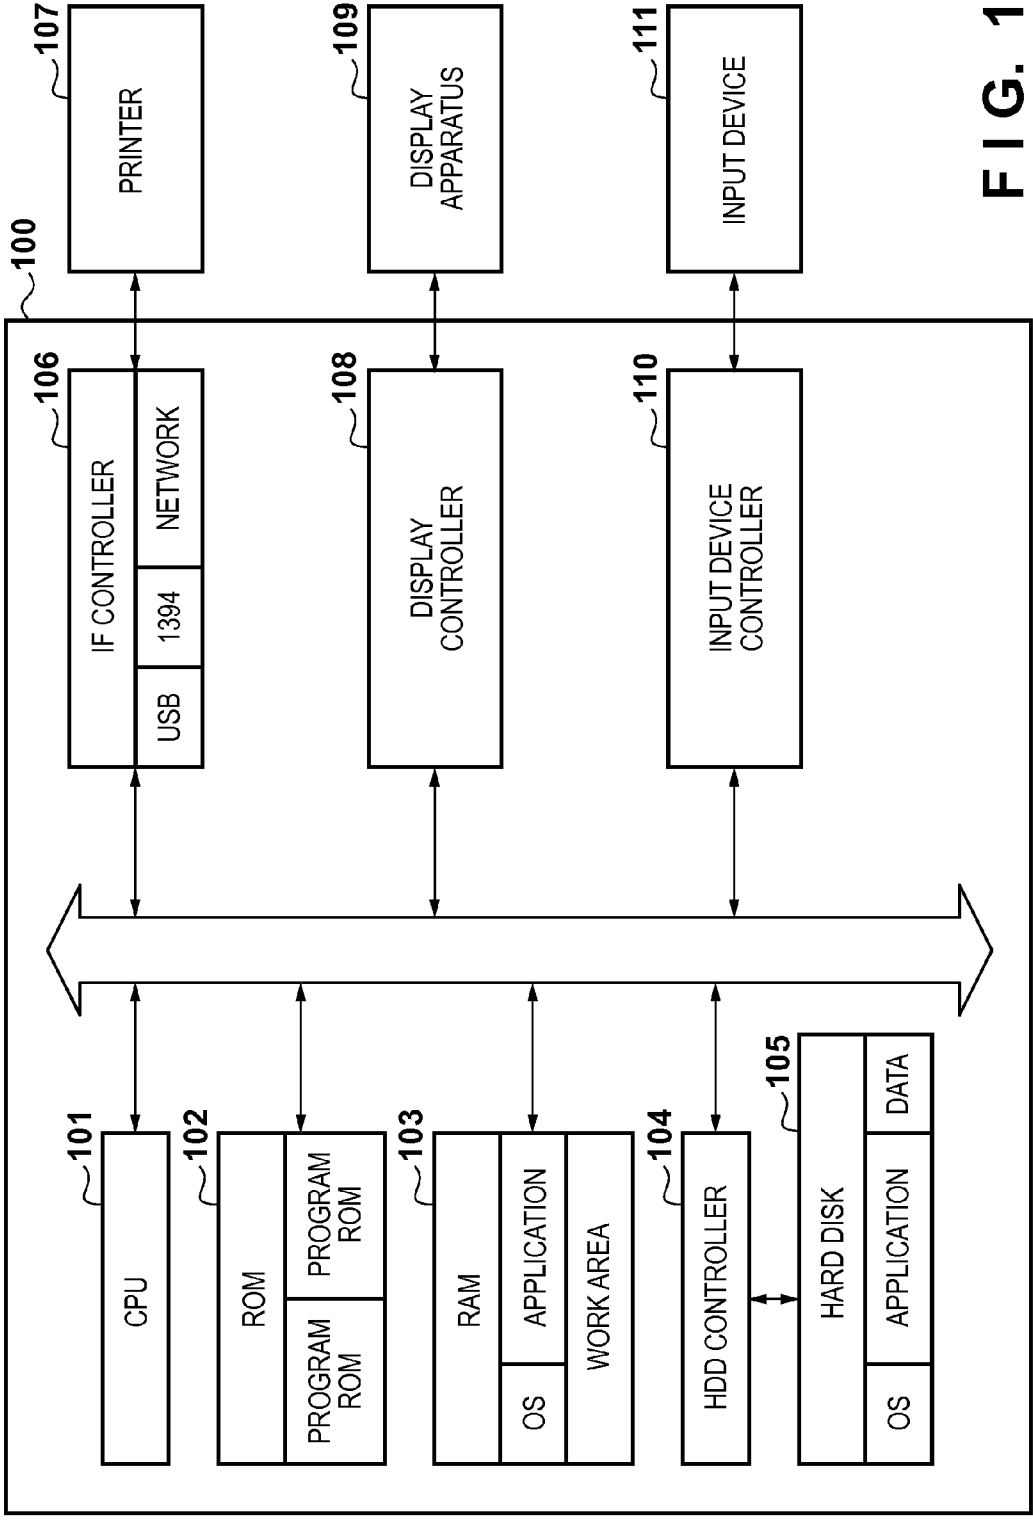 100
101
CPU
102
ROM
PROGRAM
ROM
PROGRAM
ROM
103
RAM
OS
APPLICATION
WORK AREA
104
HDD CONTROLLER
105
HARD DISK
OS
APPLICATION
DATA
106
IF CONTROLLER
USB
1394
NETWORK
107
PRINTER
108
DISPLAY
CONTROLLER
109
DISPLAY
APPARATUS
110
INPUT DEVICE
CONTROLLER
111
INPUT DEVICE
FIG. 1